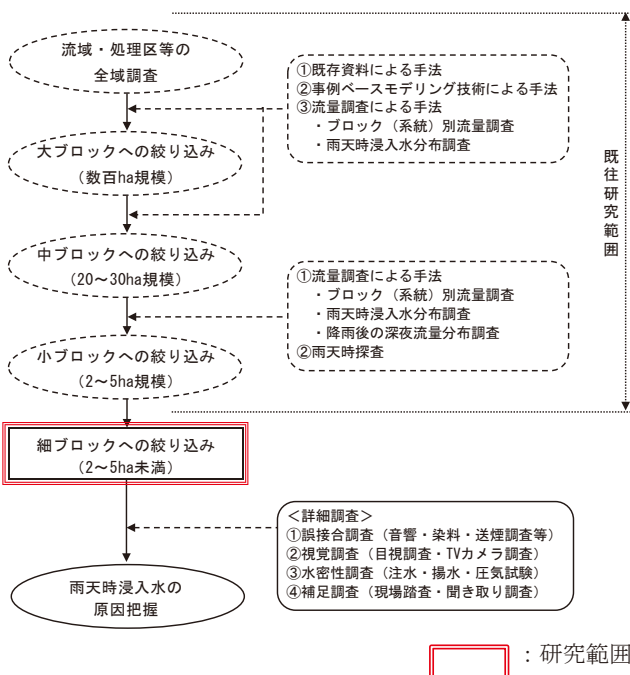 流域・処理区等の
全域調査
①既存資料による手法
②事例ベースモデリング技術による手法
③流量調査による手法
・ブロック（系統）別流量調査
・雨天時浸入水分布調査
大ブロックへの絞り込み
（数百ha規模）
既往研究範囲
中ブロックへの絞り込み
（20～30ha規模）
①流量調査による手法
・ブロック（系統）別流量調査
・雨天時浸入水分布調査
・降雨後の深夜流量分布調査
②雨天時探査
小ブロックへの絞り込み
（2～5ha規模）
細ブロックへの絞り込み
（2～5ha未満）
＜詳細調査＞
①誤接合調査（音響・染料・送煙調査等）
②視覚調査（目視調査・TVカメラ調査）
③水密性調査（注水・揚水・圧気試験）
④補足調査（現場踏査・聞き取り調査）
雨天時浸入水の
原因把握
：研究範囲